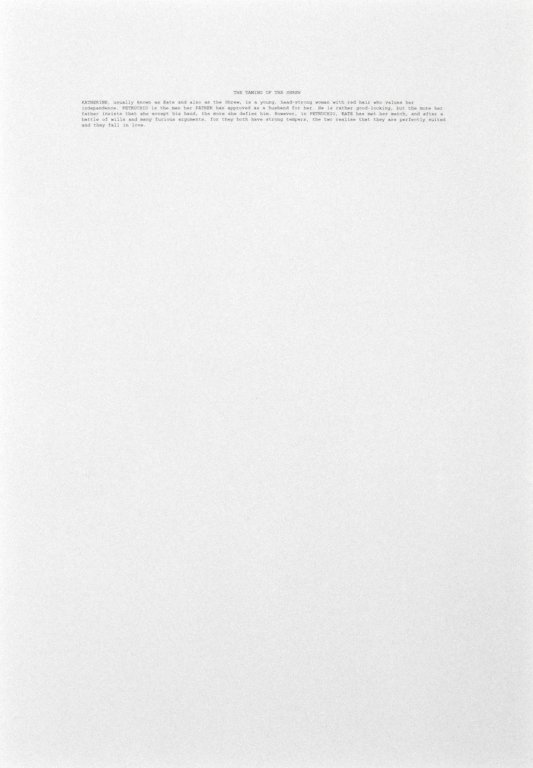 THE TAMING OF THE SHREW
KATHERINE, usually known as Kate and also as the Shrew, is a young, head-strong woman with red hair who values her
independence. PETRUCHIO is the man her FATHER has approved as a husband for her. He is rather good-looking, but the more her
father insists that she accept his hand, the more she defies him. However, in PETRUCHIO, KATE has met her match, and after a
battle of wills and many furious arguments, for they both have strong tempers, the two realise that they are perfectly suited
and they fall in love.